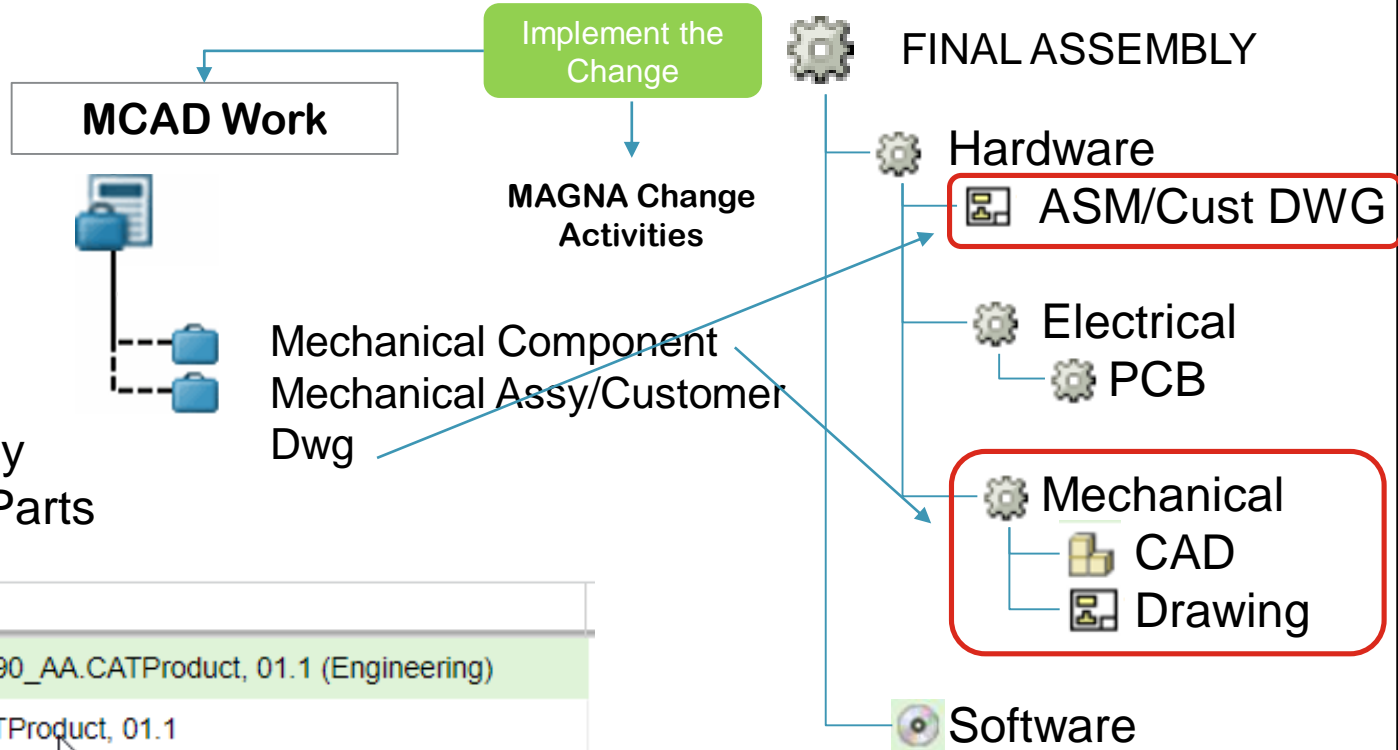 Implement the
Change
FINAL ASSEMBLY
MCAD Work
Hardware
MAGNA Change
Activities
ASM/Cust DWG
Electrical
PCB
Mechanical Component
Mechanical Assy/Customer
Dwg
y
Parts
Mechanical
CAD
Drawing
90_AA.CATProduct, 01.1 (Engineering)
TProduct, 01.1
Software